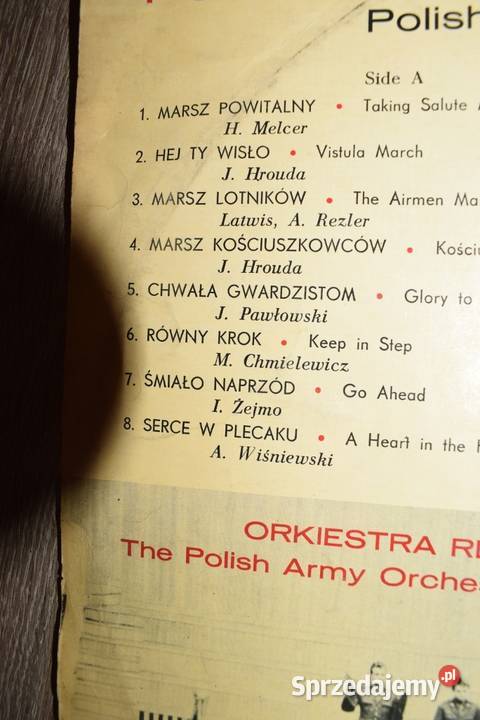 Polish
Side A
1. MARSZ POWITALNY • Taking Salute
H. Melcer
2. HEJ TY WISŁO • Vistula March
J. Hrouda
3. MARSZ LOTNIKÓW • The Airmen Ma
Latwis, A. Rezler
4. MARSZ KOŚCIUSZKOWCÓW • Kościu
J. Hrouda
5. CHWAŁA GWARDZISTOM • Glory to
J. Pawłowski
6. RÓWNY KROK • Keep in Step
M. Chmielewicz
7. ŚMIAŁO NAPRZÓD • Go Ahead
I. Żejmo
8. SERCE W PLECAKU • A Heart in the
A. Wiśniewski
ORKIESTRA RE
The Polish Army Orche
Sprzedajemy.pl